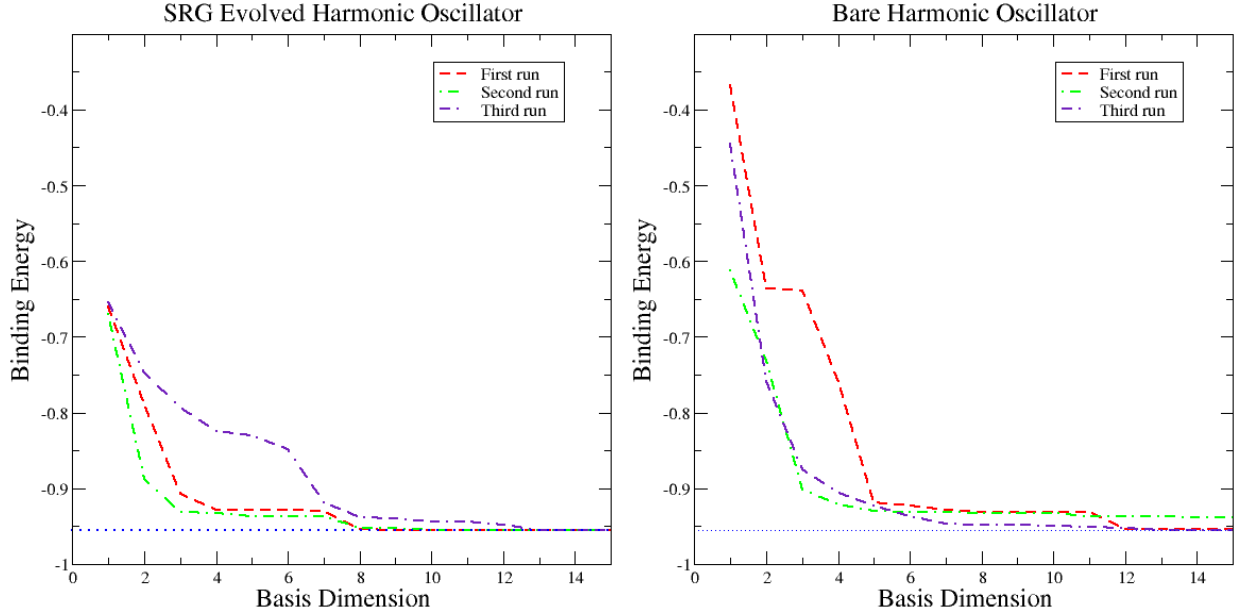 SRG Evolved Harmonic Oscillator
First run
Second run
Third run
-0.4
-0.5
-0.6
-0.7
-0.8
-0.9
-1
Binding Energy
0 2 4 6 8 10 12 14
Basis Dimension
Bare Harmonic Oscillator
First run
Second run
Third run
-0.4
-0.5
-0.6
-0.7
-0.8
-0.9
-1
Binding Energy
0 2 4 6 8 10 12 14
Basis Dimension